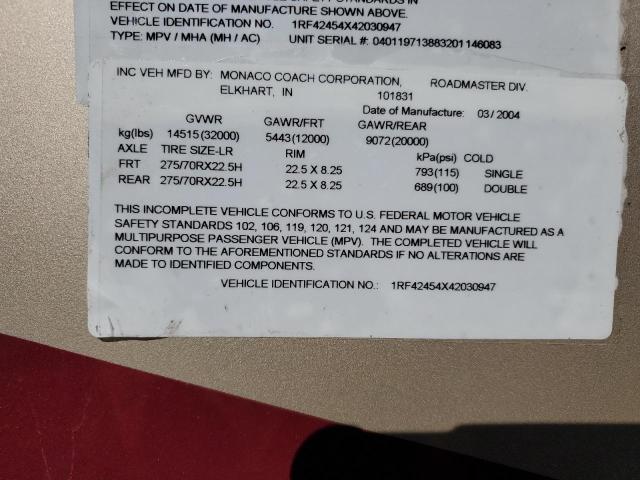 EFFECT ON DATE OF MANUFACTURE SHOWN ABOVE.
VEHICLE IDENTIFICATION NO. 1RF42454X42030947
TYPE: MPV / MHA (MH / AC) UNIT SERIAL #: 040119713883201146083
INC VEH MFD BY: MONACO COACH CORPORATION, ROADMASTER DIV.
ELKHART, IN 101831
Date of Manufacture: 03/2004
GVWR GAWR/FRT GAWR/REAR
kg(lbs) 14515(32000) 5443(12000) 9072(20000)
AXLE TIRE SIZE-LR RIM kPa(psi) COLD
FRT 275/70RX22.5H 22.5 X 8.25 793(115) SINGLE
REAR 275/70RX22.5H 22.5 X 8.25 689(100) DOUBLE
THIS INCOMPLETE VEHICLE CONFORMS TO U.S. FEDERAL MOTOR VEHICLE
SAFETY STANDARDS 102, 106, 119, 120, 121, 124 AND MAY BE MANUFACTURED AS A
MULTIPURPOSE PASSENGER VEHICLE (MPV). THE COMPLETED VEHICLE WILL
CONFORM TO THE AFOREMENTIONED STANDARDS IF NO ALTERATIONS ARE
MADE TO IDENTIFIED COMPONENTS.
VEHICLE IDENTIFICATION NO.: 1RF42454X42030947